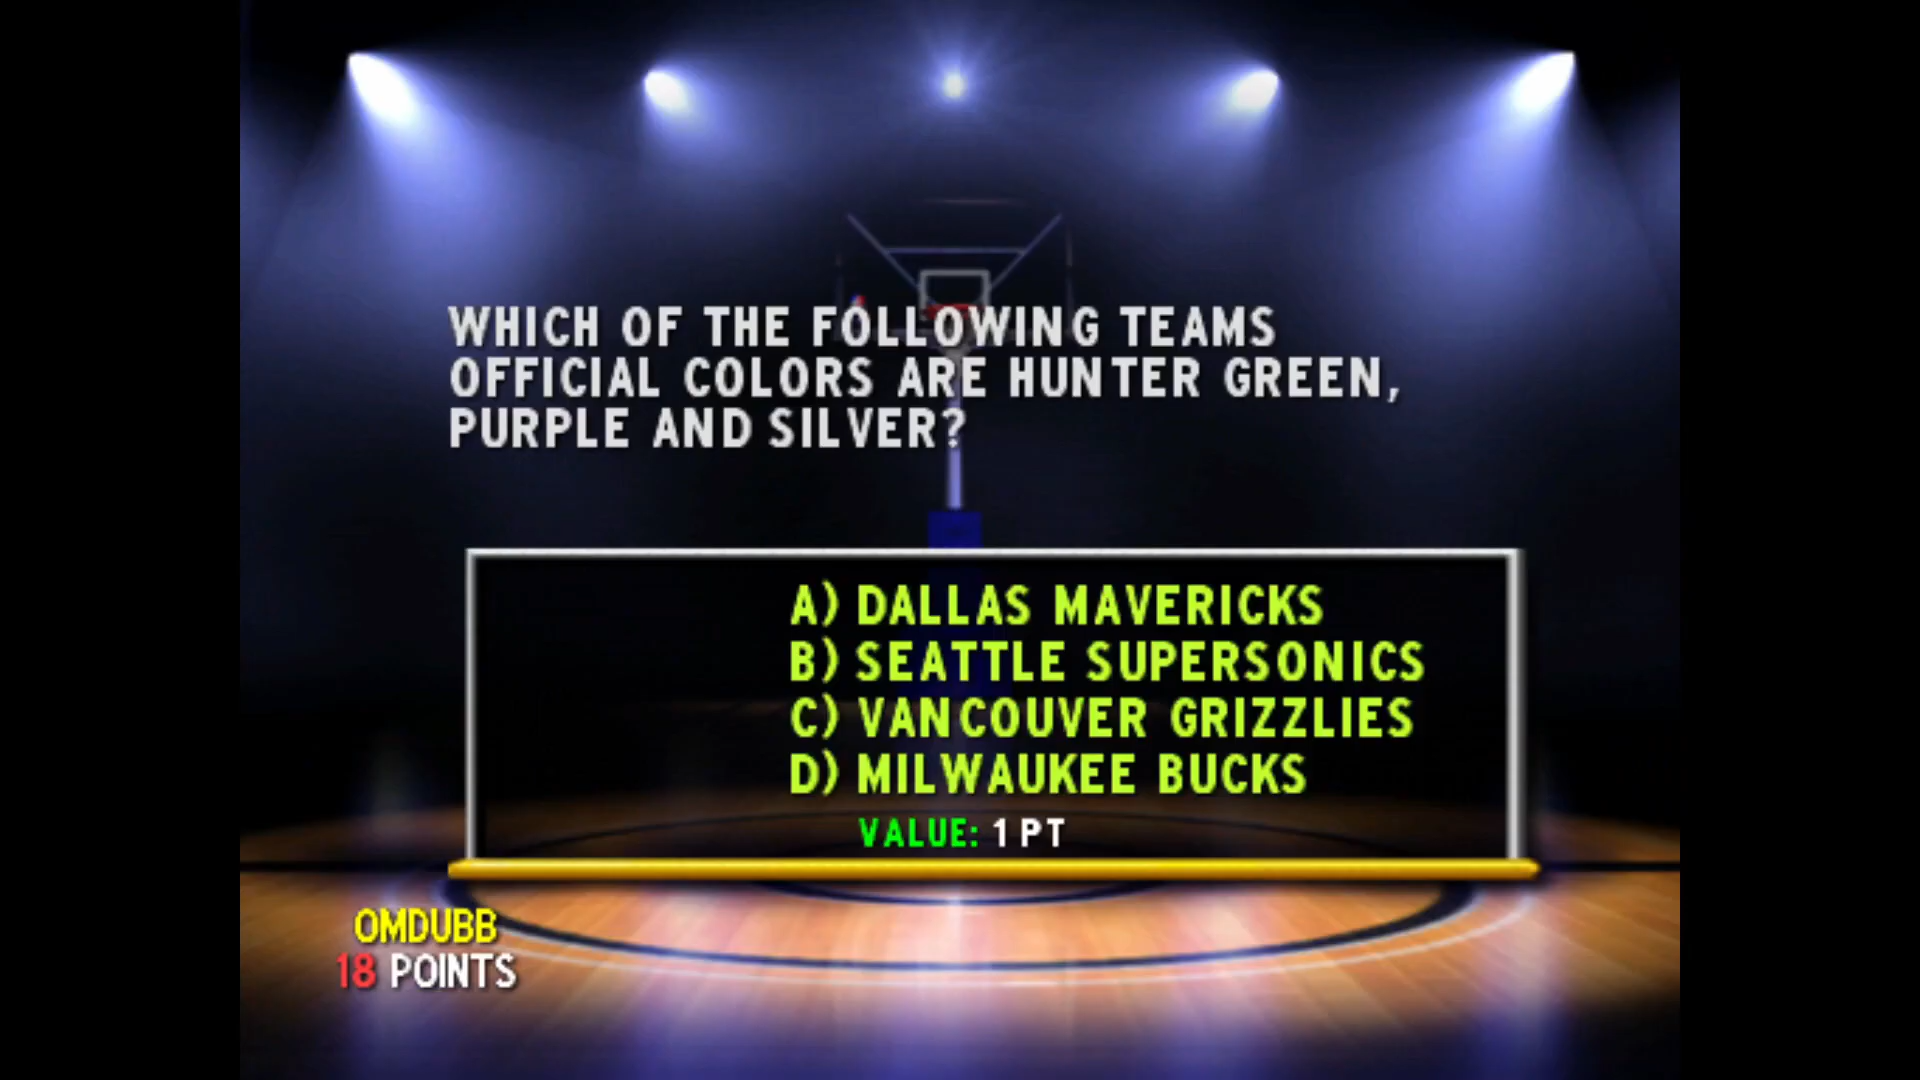 WHICH OF THE FOLLOWING TEAMS
OFFICIAL COLORS ARE HUNTER GREEN,
PURPLE AND SILVER?
A) DALLAS MAVERICKS
B) SEATTLE SUPERSONICS
C) VANCOUVER GRIZZLIES
D) MILWAUKEE BUCKS
VALUE: 1 PT
OMDUBB
18 POINTS